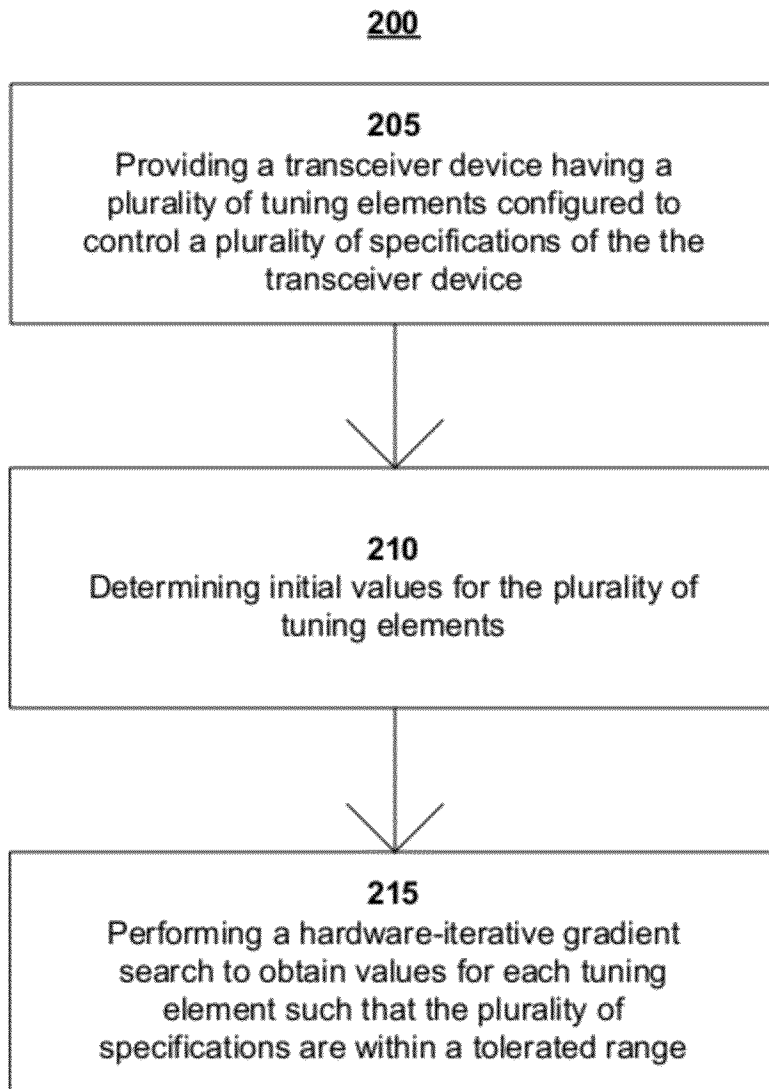 200
205
Providing a transceiver device having a
plurality of tuning elements configured to
control a plurality of specifications of the the
transceiver device
210
Determining initial values for the plurality of
tuning elements
215
Performing a hardware-iterative gradient
search to obtain values for each tuning
element such that the plurality of
specifications are within a tolerated range